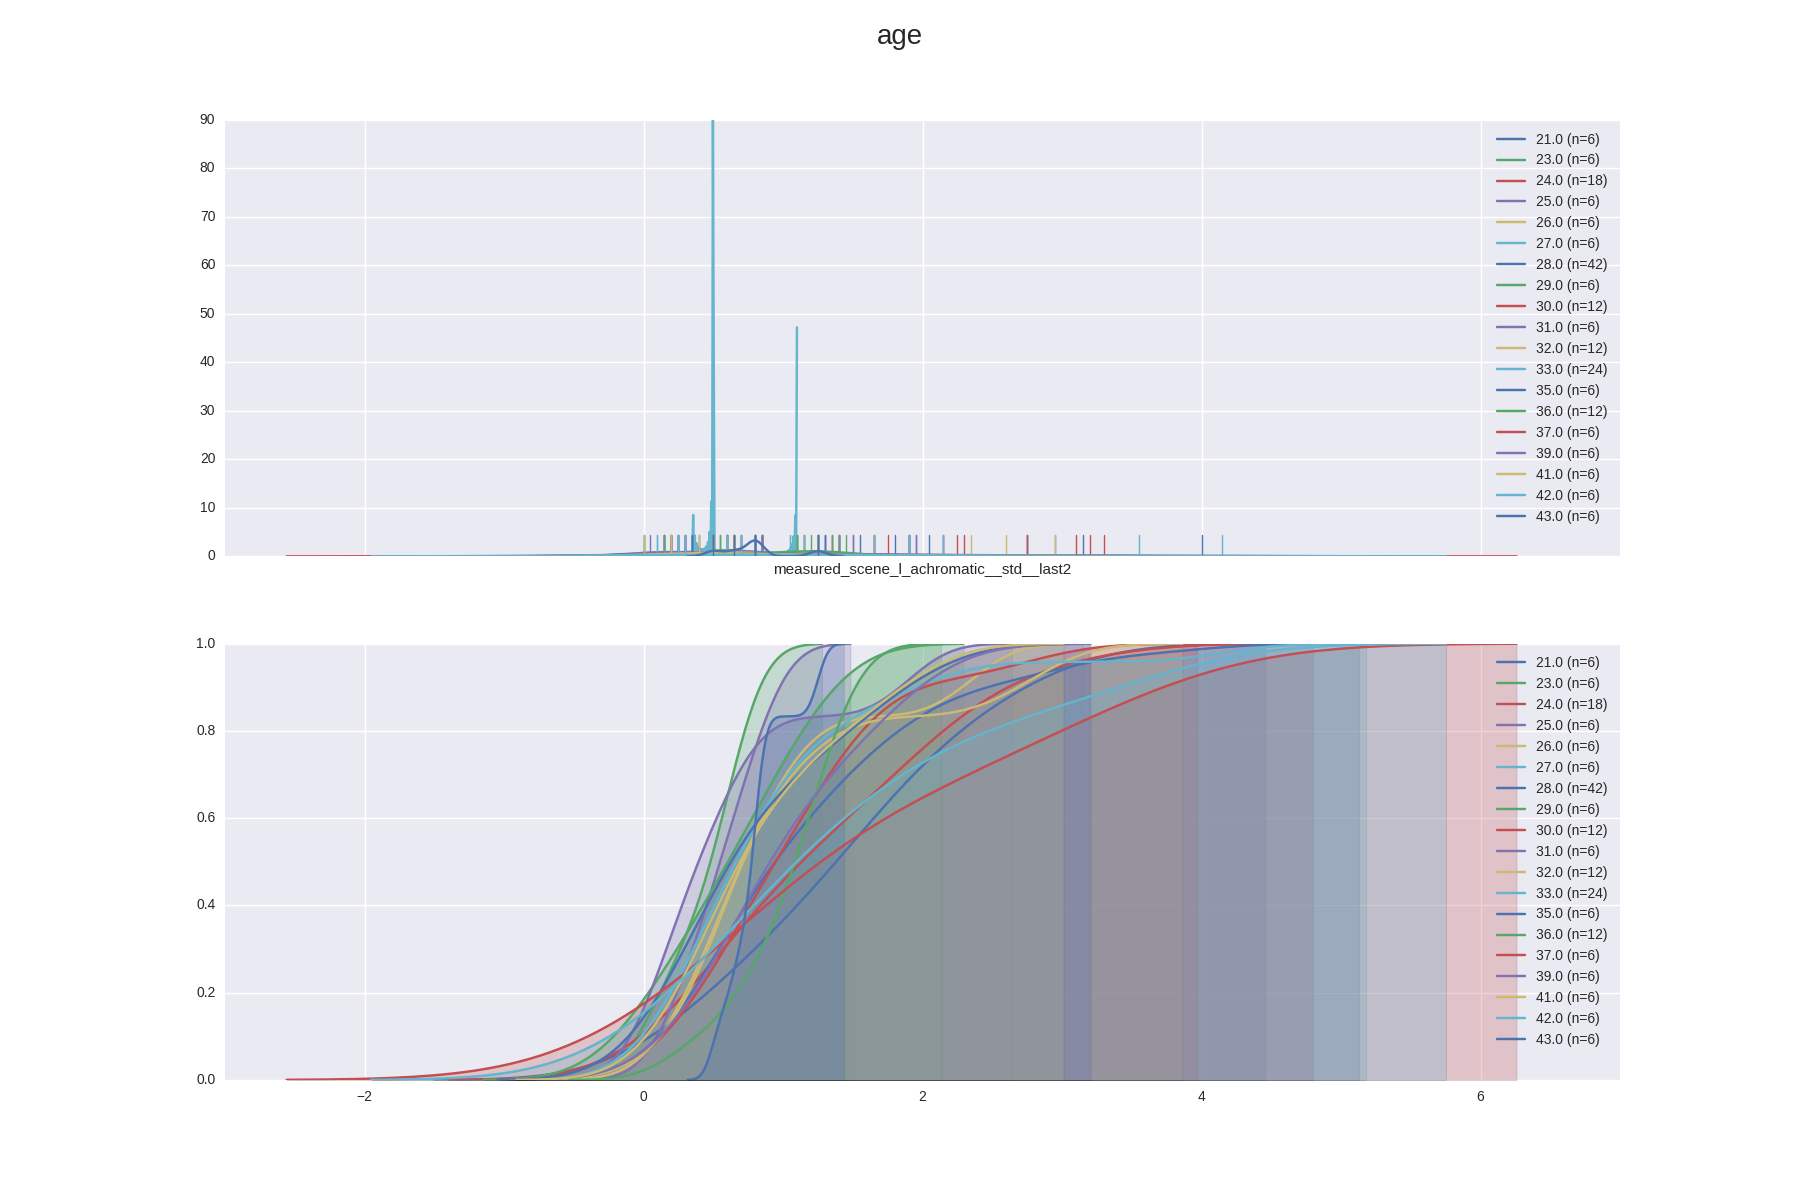 age
90
80
70
60
50
40
30
20
10
0
21.0 (n=6)
23.0 (n=6)
24.0 (n=18)
25.0 (n=6)
26.0 (n=6)
27.0 (n=6)
28.0 (n=42)
29.0 (n=6)
30.0 (n=12)
31.0 (n=6)
32.0 (n=12)
33.0 (n=24)
35.0 (n=6)
36.0 (n=12)
37.0 (n=6)
39.0 (n=6)
41.0 (n=6)
42.0 (n=6)
43.0 (n=6)
measured_scene_l_achromatic__std__last2
1.0
0.8
0.6
0.4
0.2
0.0
21.0 (n=6)
23.0 (n=6)
24.0 (n=18)
25.0 (n=6)
26.0 (n=6)
27.0 (n=6)
28.0 (n=42)
29.0 (n=6)
30.0 (n=12)
31.0 (n=6)
32.0 (n=12)
33.0 (n=24)
35.0 (n=6)
36.0 (n=12)
37.0 (n=6)
39.0 (n=6)
41.0 (n=6)
42.0 (n=6)
43.0 (n=6)
−2 0 2 4 6